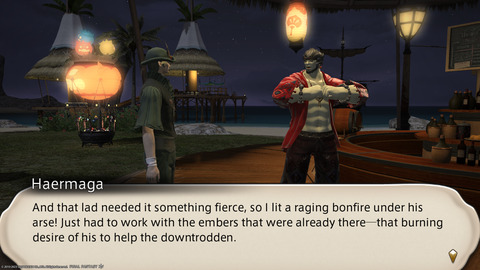 Haermaga
And that lad needed it something fierce, so I lit a raging bonfire under his
arse! Just had to work with the embers that were already there—that burning
desire of his to help the downtrodden.